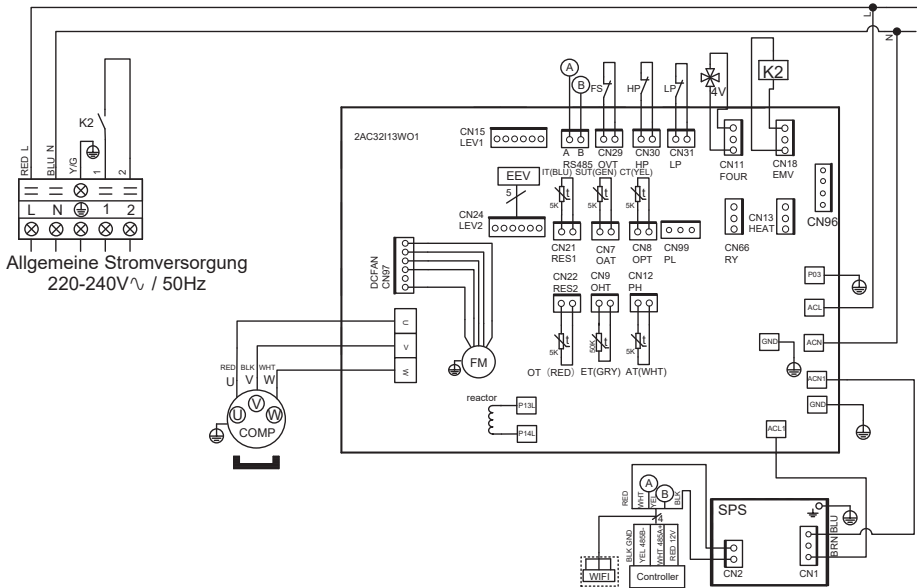 L
N
K2
RED L
BLU N
Y/G
1
2
L N 1 2
Allgemeine Stromversorgung
220-240V∿ / 50Hz
2AC32I13WO1
CN15
LEV1
A
B
FS
HP
LP
4V
K2
A B
RS485
CN29
OVT
CN30
HP
CN31
LP
CN11
FOUR
CN18
EMV
EEV
5
IT(BLU) SUT(GEN) CT(YEL)
t
5K
t
5K
t
5K
CN24
LEV2
CN21
RES1
CN7
OAT
CN8
OPT
CN99
PL
CN66
RY
CN13
HEAT
CN96
DCFAN
CN97
CN22
RES2
CN9
OHT
CN12
PH
t
5K
t
50K
t
5K
OT (RED)
ET(GRY)
AT(WHT)
FM
P03
ACL
ACN
GND
ACN1
GND
ACL1
U
V
W
RED BLK WHT
U V W
U V W
COMP
reactor
P13L
P14L
RED
WHT
A
YEL
B
BLK
4
BLK GND
YEL 485B-
WHT 485A+
RED 12V
WIFI
Controller
SPS
CN2
CN1
BRN
BLU